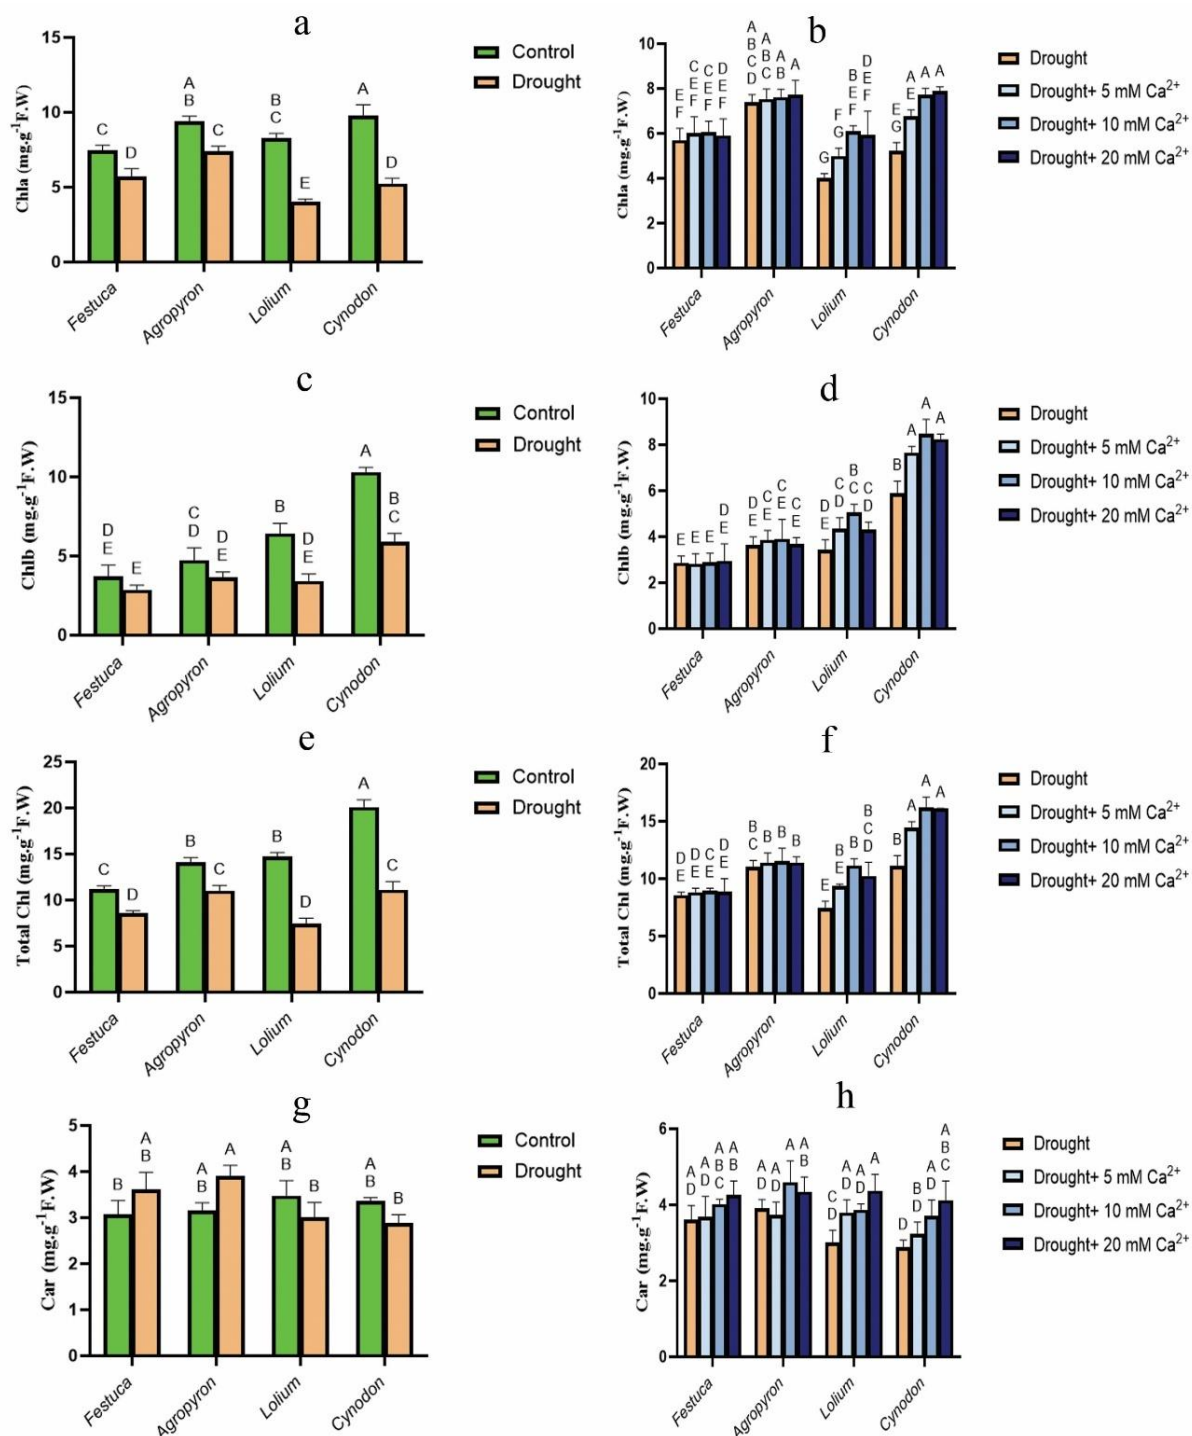 a
Chla (mg.g⁻¹F.W)
15
10
5
0
C
D
A B
C
B C
E
A
D
Festuca
Agropyron
Lolium
Cynodon
Control
Drought
b
Chla (mg.g⁻¹F.W)
10
8
6
4
2
0
E F
C E F
C E F
D E F
A B C D
A B C
A B
A
G
F G
B E F
D E F
E G
A E
A
A
Festuca
Agropyron
Lolium
Cynodon
Drought
Drought+ 5 mM Ca²⁺
Drought+ 10 mM Ca²⁺
Drought+ 20 mM Ca²⁺
c
Chlb (mg.g⁻¹F.W)
15
10
5
0
D E
E
C D
D E
B
D E
A
B C
Festuca
Agropyron
Lolium
Cynodon
Control
Drought
d
Chlb (mg.g⁻¹F.W)
10
8
6
4
2
0
E
E
E
D E
D E
C E
C E
C E
D E
C D
B C
C D
B
A
A
A
Festuca
Agropyron
Lolium
Cynodon
Drought
Drought+ 5 mM Ca²⁺
Drought+ 10 mM Ca²⁺
Drought+ 20 mM Ca²⁺
e
Total Chl (mg.g⁻¹F.W)
25
20
15
10
5
0
C
D
B
C
B
D
A
C
Festuca
Agropyron
Lolium
Cynodon
Control
Drought
f
Total Chl (mg.g⁻¹F.W)
20
15
10
5
0
D E
D E
C E
D E
B C
B
B
B
E
B E
B
B C D
B
A
A
A
Festuca
Agropyron
Lolium
Cynodon
Drought
Drought+ 5 mM Ca²⁺
Drought+ 10 mM Ca²⁺
Drought+ 20 mM Ca²⁺
g
Car (mg.g⁻¹F.W)
5
4
3
2
1
0
B
A B
A B
A
A B
B
A B
B
Festuca
Agropyron
Lolium
Cynodon
Control
Drought
h
Car (mg.g⁻¹F.W)
6
4
2
0
A D
A D
A B C
A B
A D
A D
A
A B
C D
A D
A D
A
D
B D
A D
A B C
Festuca
Agropyron
Lolium
Cynodon
Drought
Drought+ 5 mM Ca²⁺
Drought+ 10 mM Ca²⁺
Drought+ 20 mM Ca²⁺